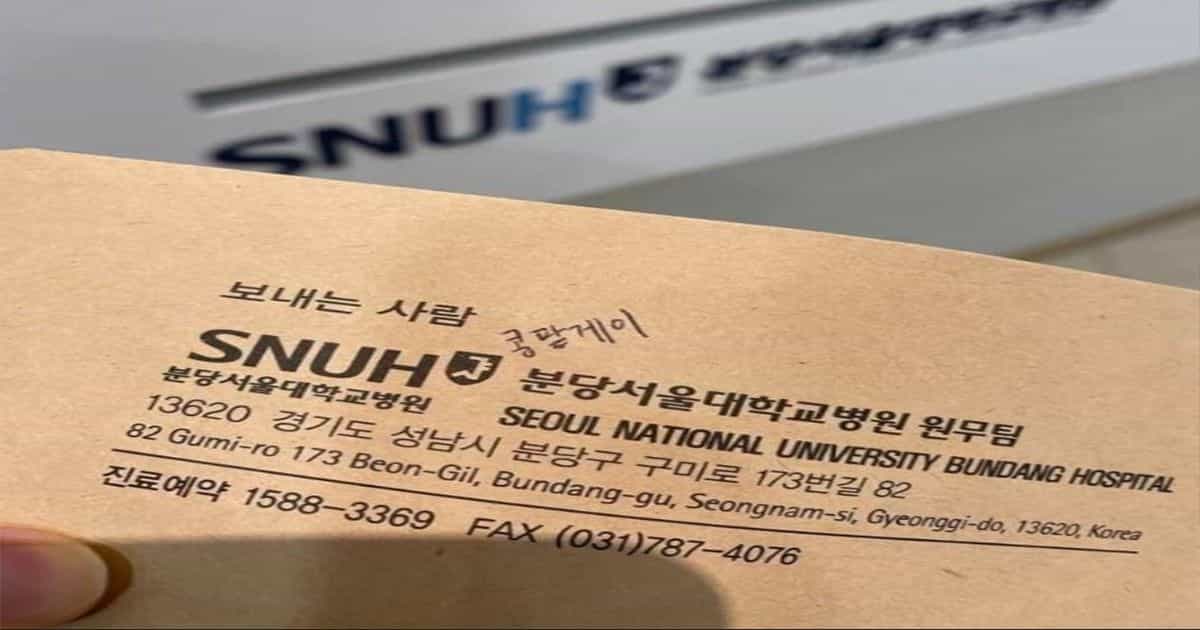 SNUH
보내는 사람 콩팥게이
SNUH 분당서울대학교병원 원무팀
분당서울대학교병원 SEOUL NATIONAL UNIVERSITY BUNDANG HOSPITAL
13620 경기도 성남시 분당구 구미로 173번길 82
82 Gumi-ro 173 Beon-Gil, Bundang-gu, Seongnam-si, Gyeonggi-do, 13620, Korea
진료예약 1588-3369 FAX (031)787-4076